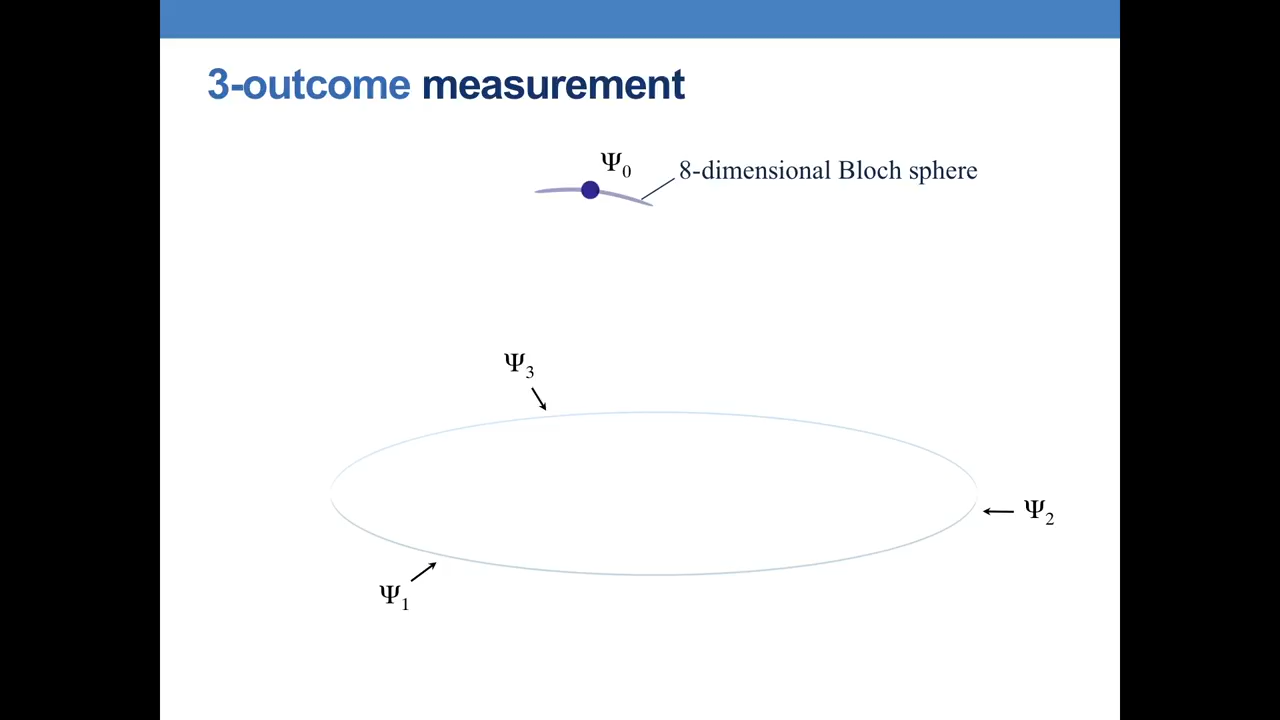 3-outcome measurement
Ψ₀
8-dimensional Bloch sphere
Ψ₃
Ψ₂
Ψ₁